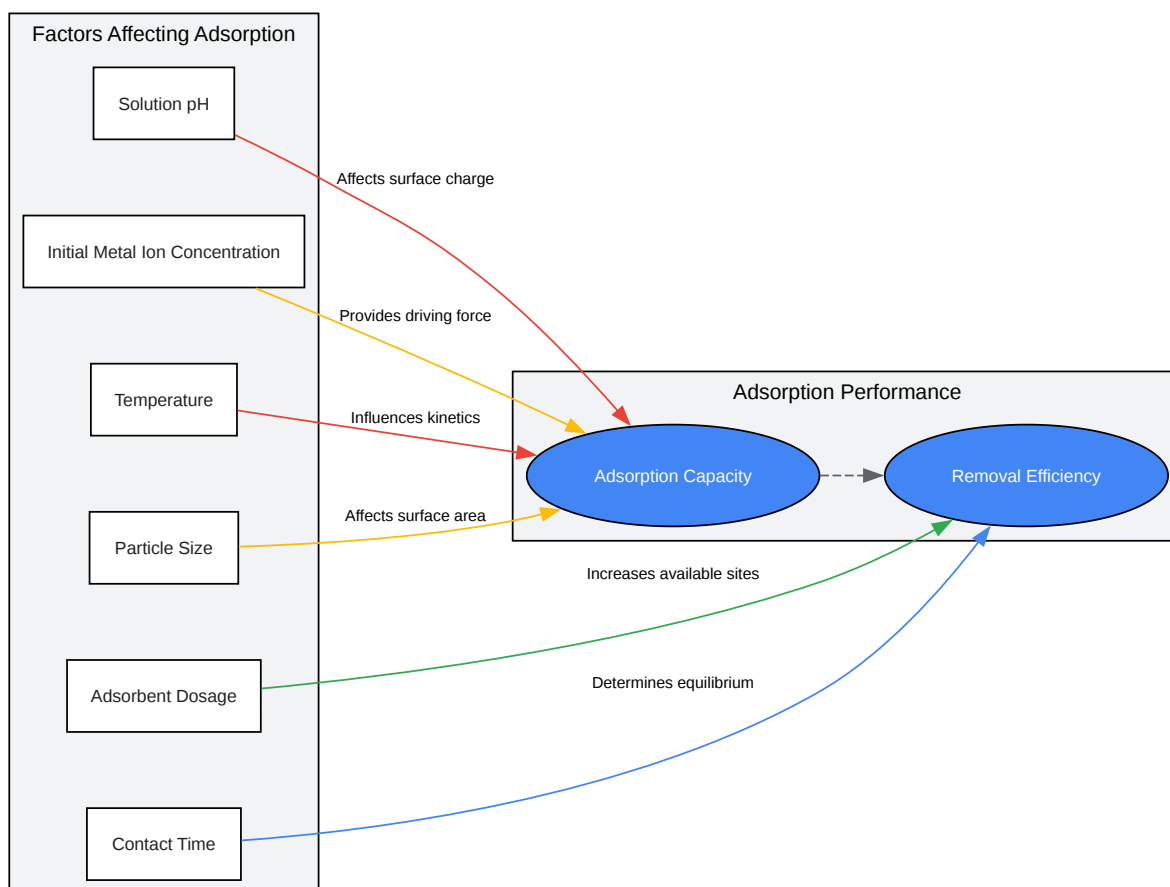 Factors Affecting Adsorption
Solution pH
Affects surface charge
Initial Metal Ion Concentration
Provides driving force
Temperature
Influences kinetics
Adsorption Performance
Adsorption Capacity
Removal Efficiency
Particle Size
Affects surface area
Increases available sites
Adsorbent Dosage
Determines equilibrium
Contact Time